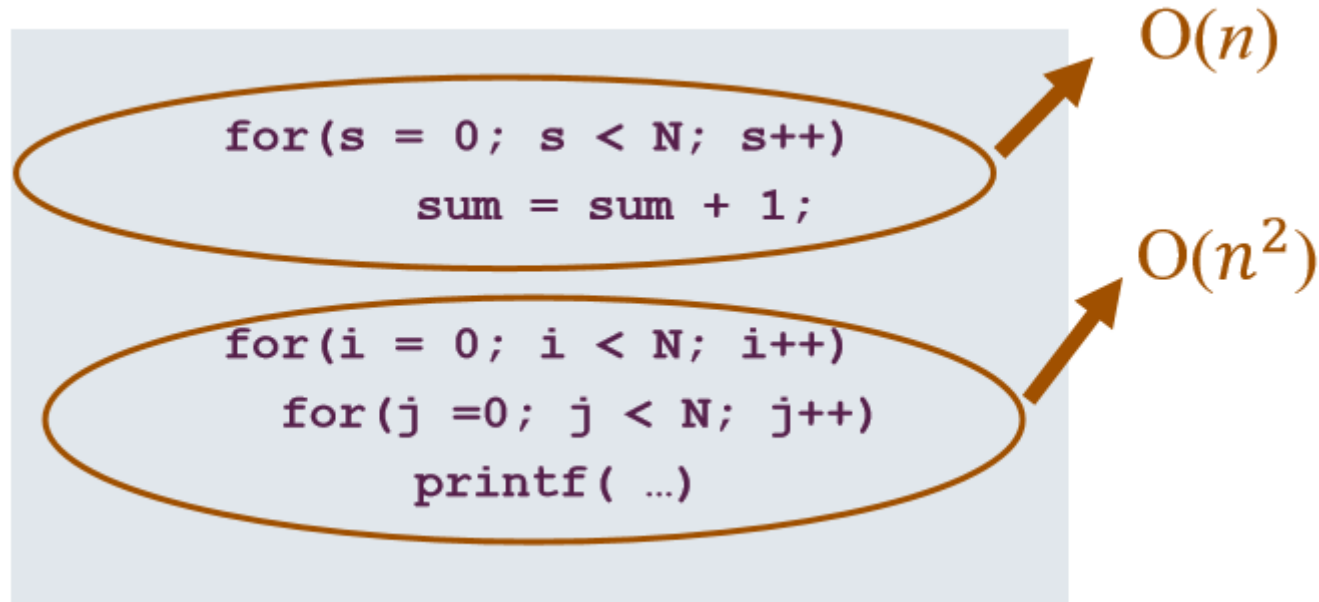 O(n)
for(s = 0; s < N; s++)
sum = sum + 1;
O(n²)
for(i = 0; i < N; i++)
for(j =0; j < N; j++)
printf( …)